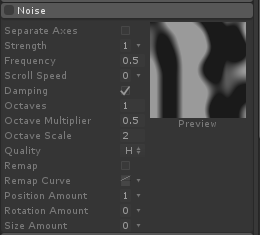 Noise
Separate Axes
Strength 1
Frequency 0.5
Scroll Speed 0
Damping
Octaves 1
Octave Multiplier 0.5
Octave Scale 2
Quality H
Remap
Remap Curve
Position Amount 1
Rotation Amount 0
Size Amount 0
Preview